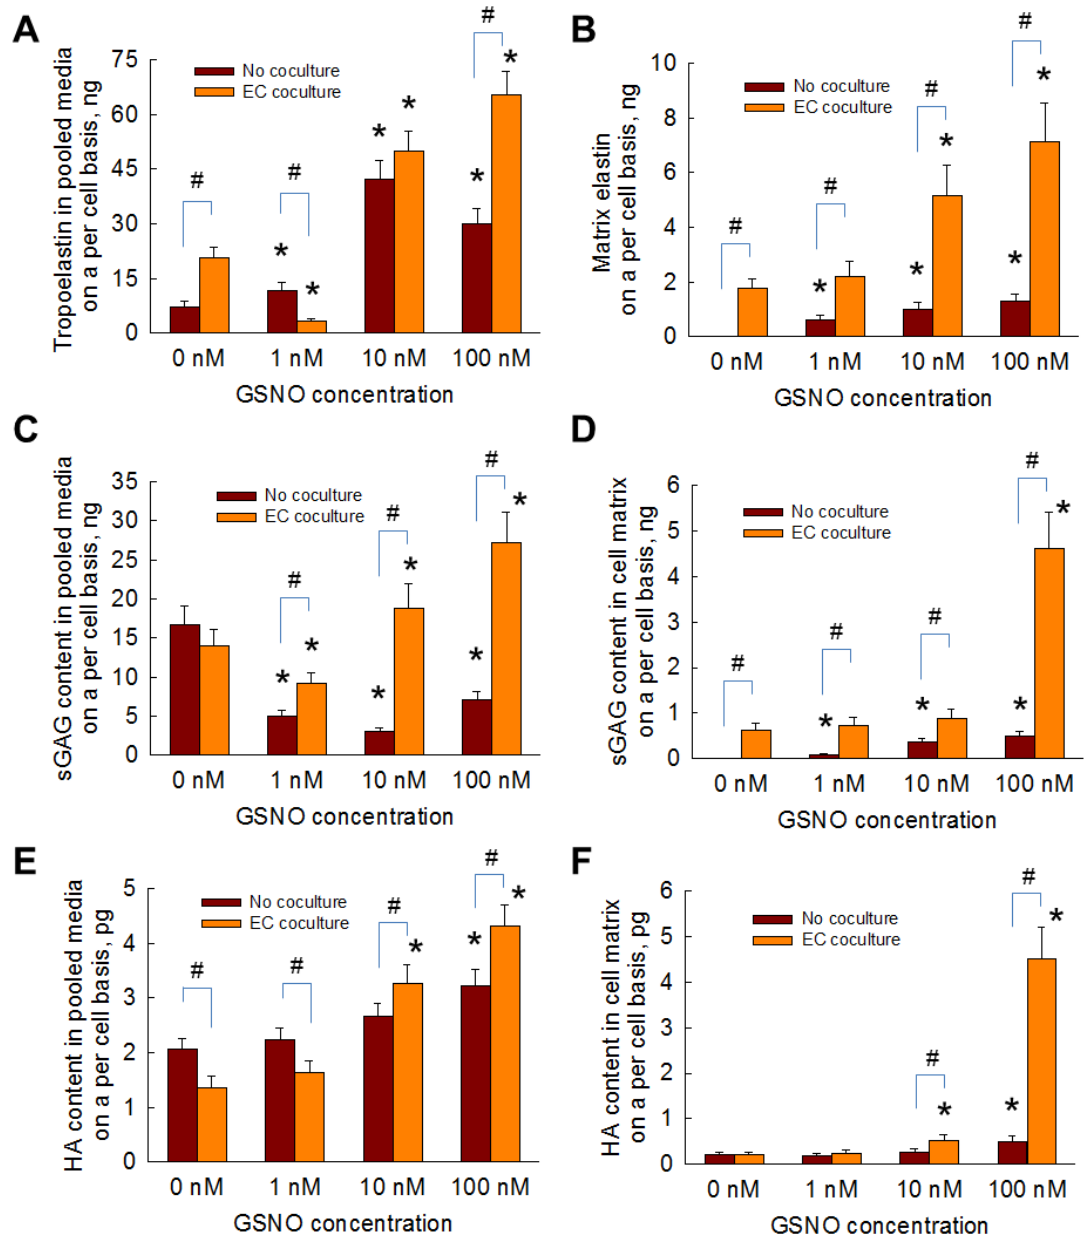 A
Tropoelastin in pooled media
on a per cell basis, ng
75
60
45
30
15
0
No coculture
EC coculture
#
#
*
*
*
*
#
*
*
0 nM 1 nM 10 nM 100 nM
GSNO concentration
B
Matrix elastin
on a per cell basis, ng
10
8
6
4
2
0
No coculture
EC coculture
#
#
*
#
*
*
#
*
*
0 nM 1 nM 10 nM 100 nM
GSNO concentration
C
sGAG content in pooled media
on a per cell basis, ng
35
30
25
20
15
10
5
0
No coculture
EC coculture
#
*
*
#
*
*
#
*
*
0 nM 1 nM 10 nM 100 nM
GSNO concentration
D
sGAG content in cell matrix
on a per cell basis, ng
6
5
4
3
2
1
0
No coculture
EC coculture
#
#
*
#
*
#
*
*
0 nM 1 nM 10 nM 100 nM
GSNO concentration
E
HA content in pooled media
on a per cell basis, pg
5
4
3
2
1
0
No coculture
EC coculture
#
#
#
*
#
*
*
0 nM 1 nM 10 nM 100 nM
GSNO concentration
F
HA content in cell matrix
on a per cell basis, pg
6
5
4
3
2
1
0
No coculture
EC coculture
#
*
#
*
*
0 nM 1 nM 10 nM 100 nM
GSNO concentration